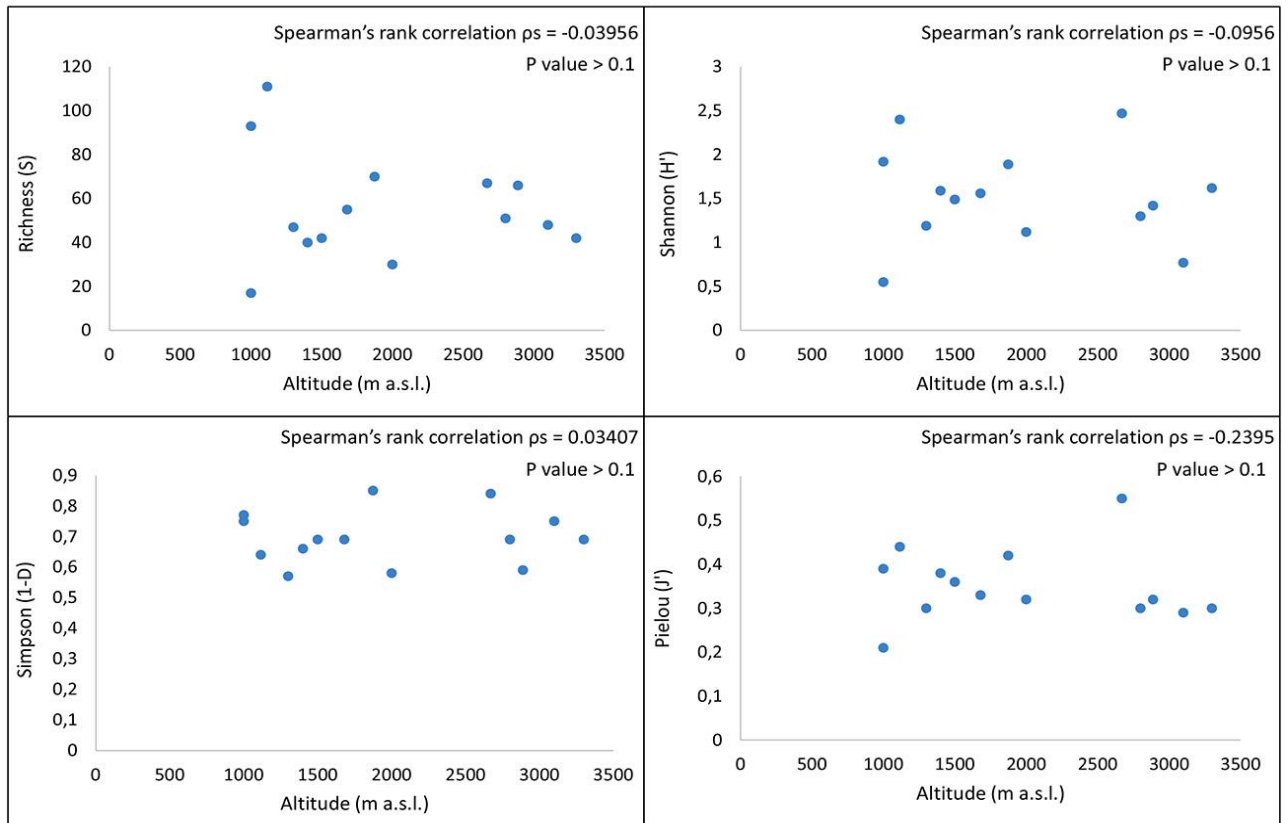 Spearman's rank correlation ρs = -0.03956
P value > 0.1
120
100
80
60
40
20
0
Richness (S)
0 500 1000 1500 2000 2500 3000 3500
Altitude (m a.s.l.)
Spearman's rank correlation ρs = -0.0956
P value > 0.1
3
2,5
2
1,5
1
0,5
0
Shannon (H')
0 500 1000 1500 2000 2500 3000 3500
Altitude (m a.s.l.)
Spearman's rank correlation ρs = 0.03407
P value > 0.1
0,9
0,8
0,7
0,6
0,5
0,4
0,3
0,2
0,1
0
Simpson (1-D)
0 500 1000 1500 2000 2500 3000 3500
Altitude (m a.s.l.)
Spearman's rank correlation ρs = -0.2395
P value > 0.1
0,6
0,5
0,4
0,3
0,2
0,1
0
Pielou (J')
0 500 1000 1500 2000 2500 3000 3500
Altitude (m a.s.l.)